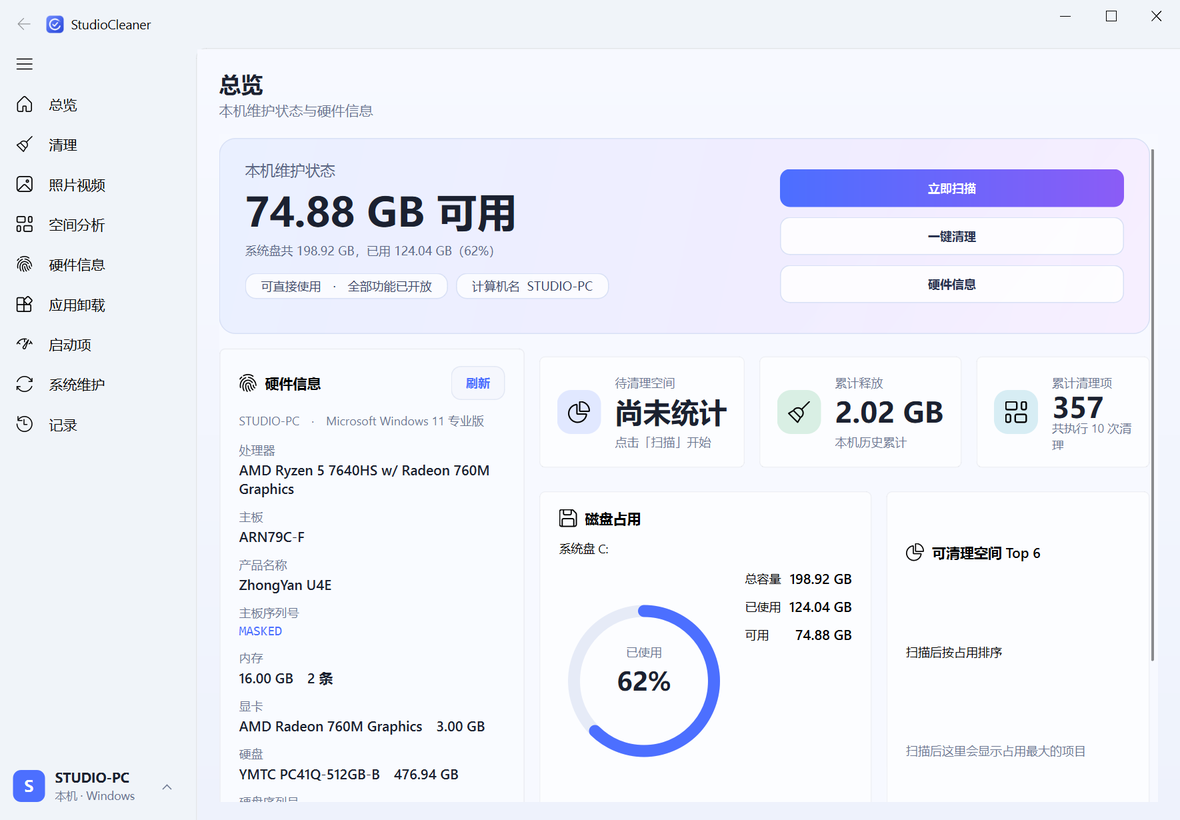 StudioCleaner
总览
清理
照片视频
空间分析
硬件信息
应用卸载
启动项
系统维护
记录
S
STUDIO-PC
本机 · Windows
总览
本机维护状态与硬件信息
本机维护状态
74.88 GB 可用
系统盘共 198.92 GB，已用 124.04 GB（62%）
可直接使用 · 全部功能已开放
计算机名 STUDIO-PC
立即扫描
一键清理
硬件信息
硬件信息
刷新
STUDIO-PC · Microsoft Windows 11 专业版
处理器
AMD Ryzen 5 7640HS w/ Radeon 760M
Graphics
主板
ARN79C-F
产品名称
ZhongYan U4E
主板序列号
MASKED
内存
16.00 GB 2 条
显卡
AMD Radeon 760M Graphics 3.00 GB
硬盘
YMTC PC41Q-512GB-B 476.94 GB
硬盘序列号
待清理空间
尚未统计
点击「扫描」开始
累计释放
2.02 GB
本机历史累计
累计清理项
357
共执行 10 次清
理
磁盘占用
系统盘 C:
总容量 198.92 GB
已使用 124.04 GB
可用 74.88 GB
已使用
62%
可清理空间 Top 6
扫描后按占用排序
扫描后这里会显示占用最大的项目